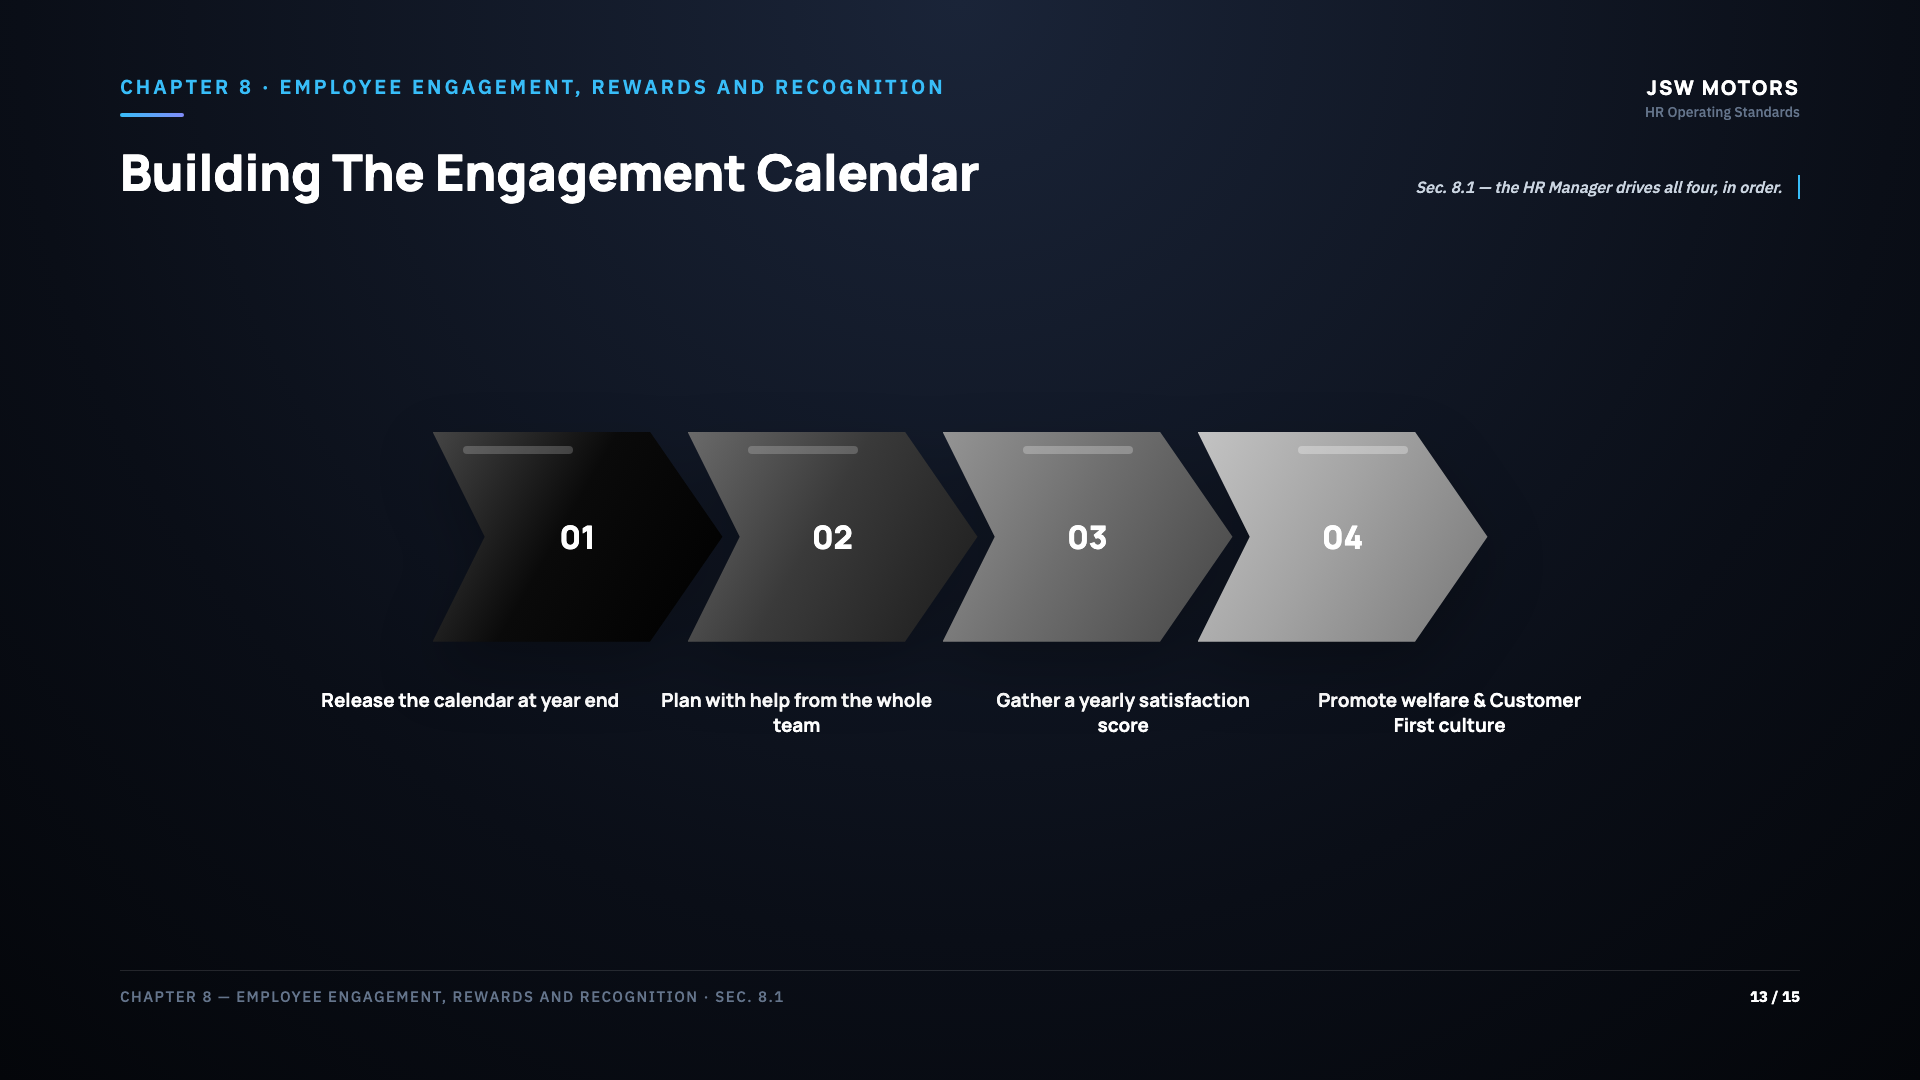 CHAPTER 8 · EMPLOYEE ENGAGEMENT, REWARDS AND RECOGNITION
JSW MOTORS
HR Operating Standards
Building The Engagement Calendar
Sec. 8.1 — the HR Manager drives all four, in order.
01
02
03
04
Release the calendar at year end
Plan with help from the whole
team
Gather a yearly satisfaction
score
Promote welfare & Customer
First culture
CHAPTER 8 — EMPLOYEE ENGAGEMENT, REWARDS AND RECOGNITION · SEC. 8.1
13 / 15